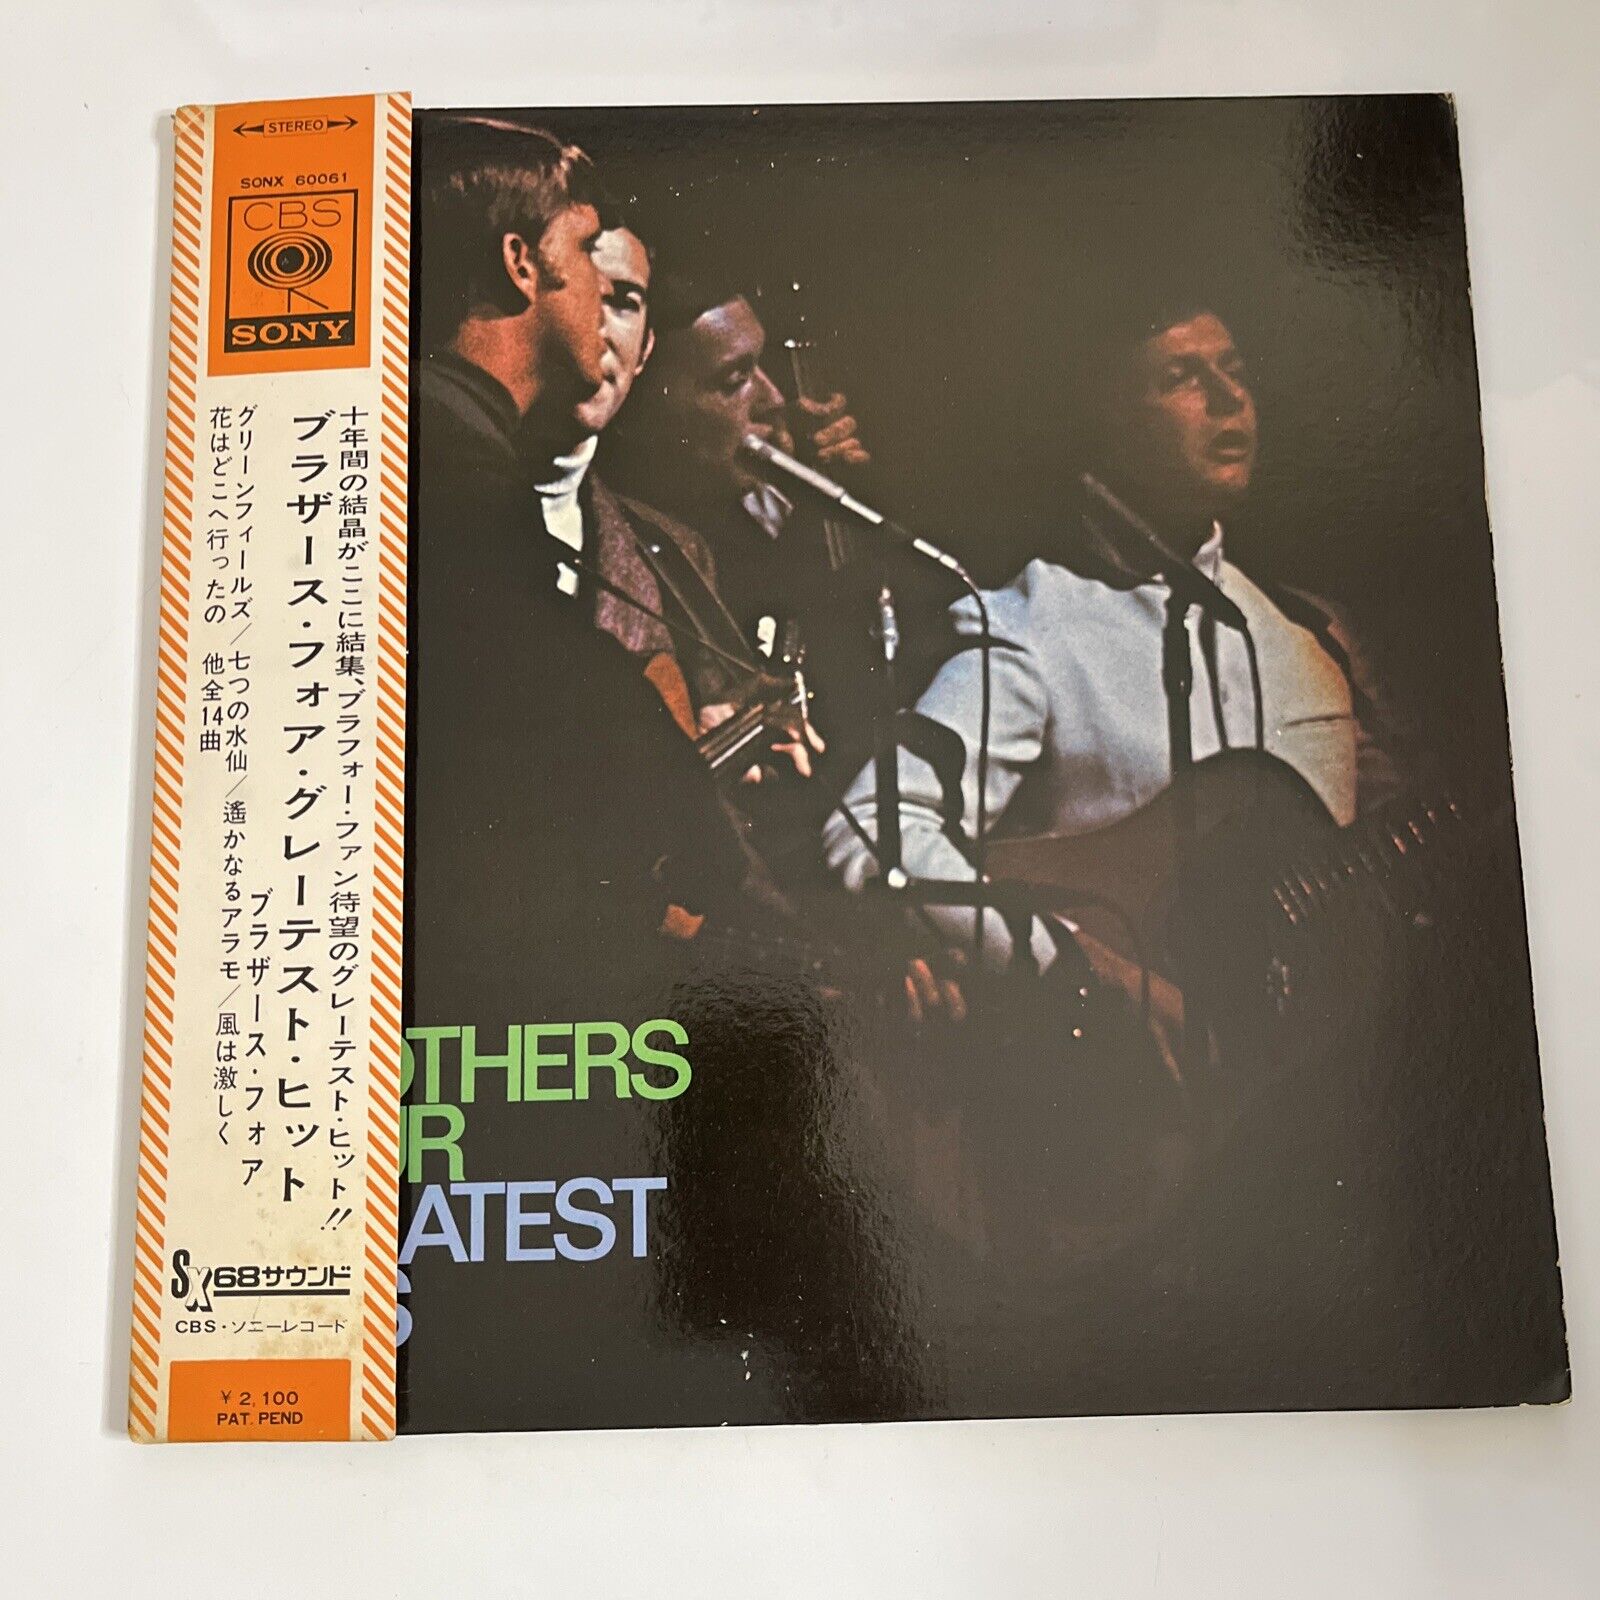 STEREO
SONX 60061
CBS
SONY
十年間の結晶がここに結集、ブラフォー・ファン待望のグレーテスト・ヒット!!
ブラザース・フォア・グレーテスト・ヒット
ブラザース・フォア
グリーンフィールズ/七つの水仙/遙かなるアラモ/風は激しく
花はどこへ行ったの 他全14曲
SX68サウンド
CBS・ソニーレコード
¥2,100
PAT. PEND
OTHERS
UR
ATEST
S